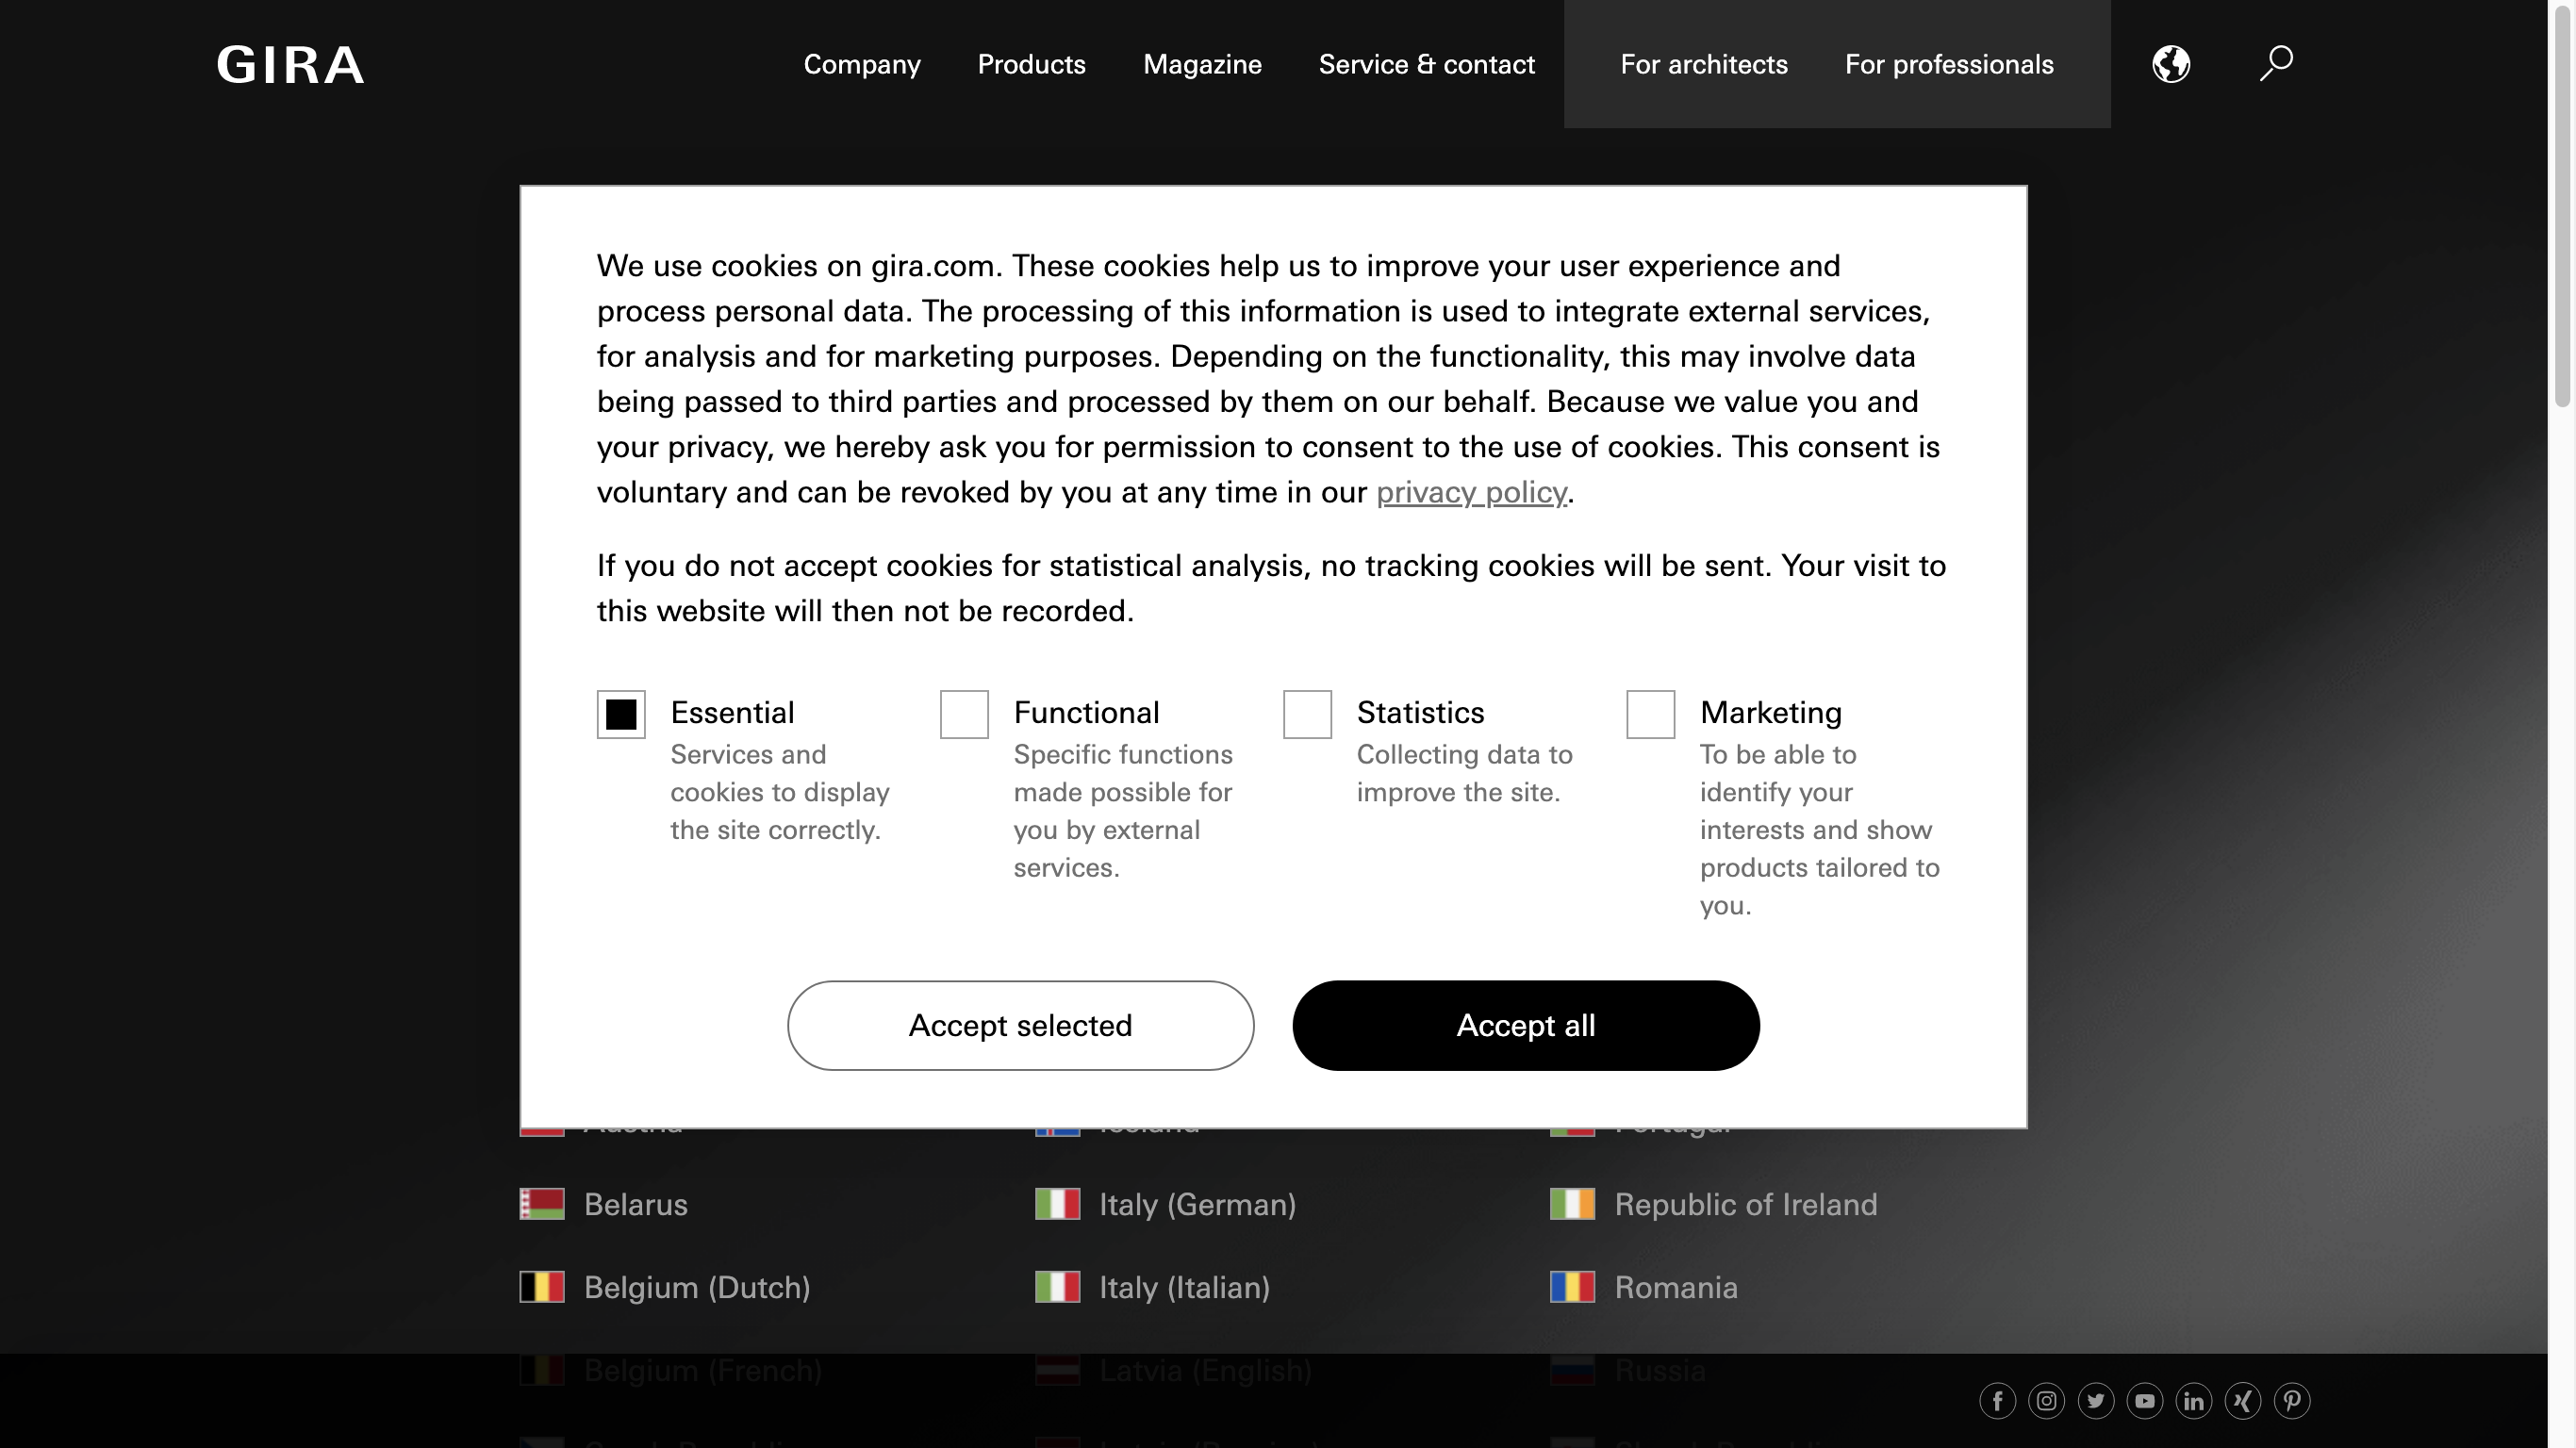 GIRA
Company
Products
Magazine
Service & contact
For architects
For professionals
We use cookies on gira.com. These cookies help us to improve your user experience and
process personal data. The processing of this information is used to integrate external services,
for analysis and for marketing purposes. Depending on the functionality, this may involve data
being passed to third parties and processed by them on our behalf. Because we value you and
your privacy, we hereby ask you for permission to consent to the use of cookies. This consent is
voluntary and can be revoked by you at any time in our privacy policy.
If you do not accept cookies for statistical analysis, no tracking cookies will be sent. Your visit to
this website will then not be recorded.
Essential
Services and
cookies to display
the site correctly.
Functional
Specific functions
made possible for
you by external
services.
Statistics
Collecting data to
improve the site.
Marketing
To be able to
identify your
interests and show
products tailored to
you.
Accept selected
Accept all
Austria
Iceland
Portugal
Belarus
Italy (German)
Republic of Ireland
Belgium (Dutch)
Italy (Italian)
Romania
Belgium (French)
Latvia (English)
Russia